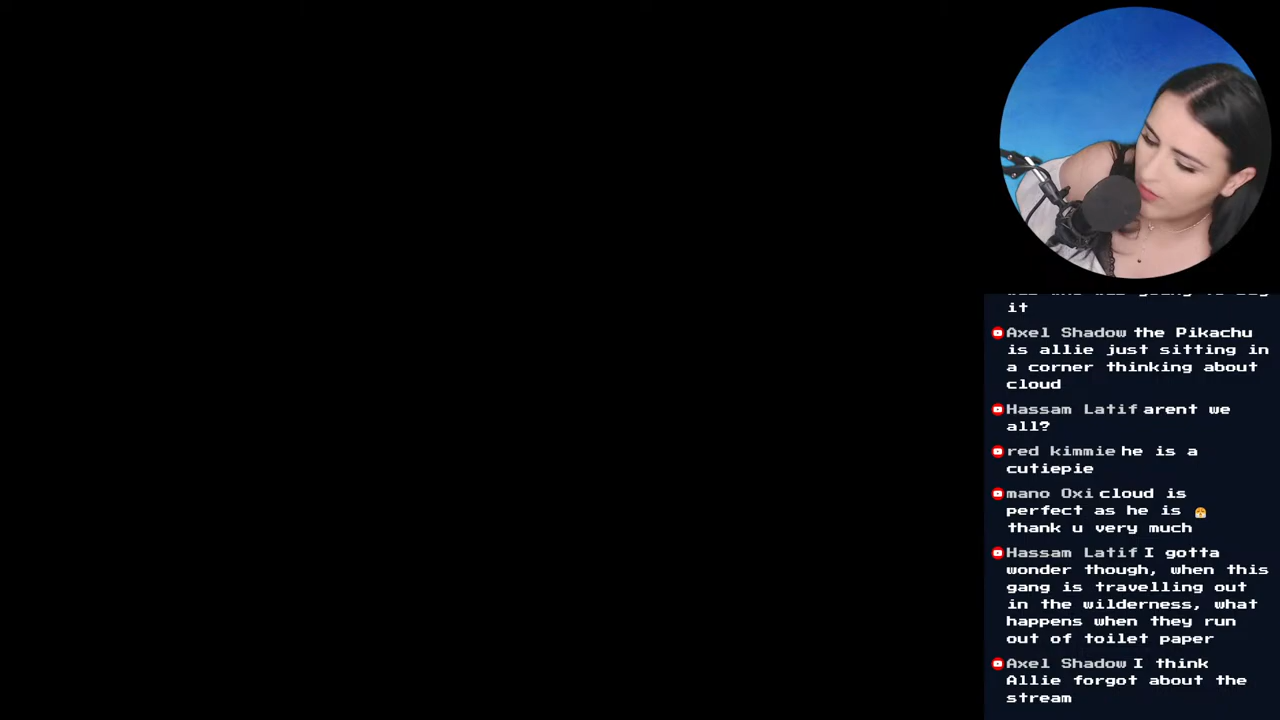 it
Axel Shadow the Pikachu
is allie just sitting in
a corner thinking about
cloud
Hassam Latif arent we
all?
red kimmie he is a
cutiepie
mano Oxi cloud is
perfect as he is 😤
thank u very much
Hassam Latif I gotta
wonder though, when this
gang is travelling out
in the wilderness, what
happens when they run
out of toilet paper
Axel Shadow I think
Allie forgot about the
stream